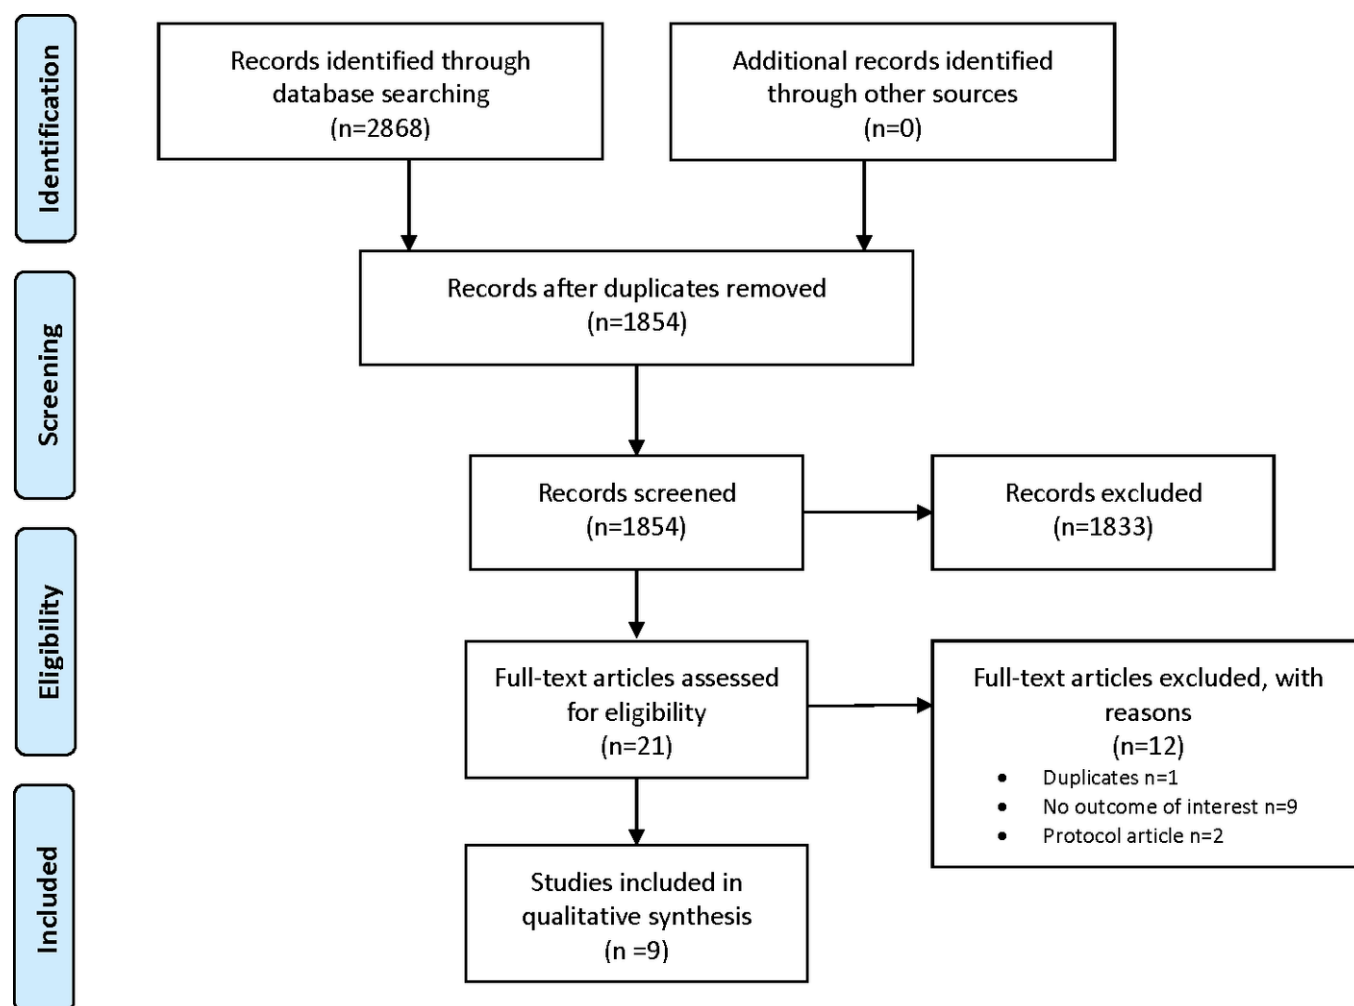 Identification
Records identified through
database searching
(n=2868)
Additional records identified
through other sources
(n=0)
Screening
Records after duplicates removed
(n=1854)
Records screened
(n=1854)
Records excluded
(n=1833)
Eligibility
Full-text articles assessed
for eligibility
(n=21)
Full-text articles excluded, with
reasons
(n=12)
• Duplicates n=1
• No outcome of interest n=9
• Protocol article n=2
Included
Studies included in
qualitative synthesis
(n =9)